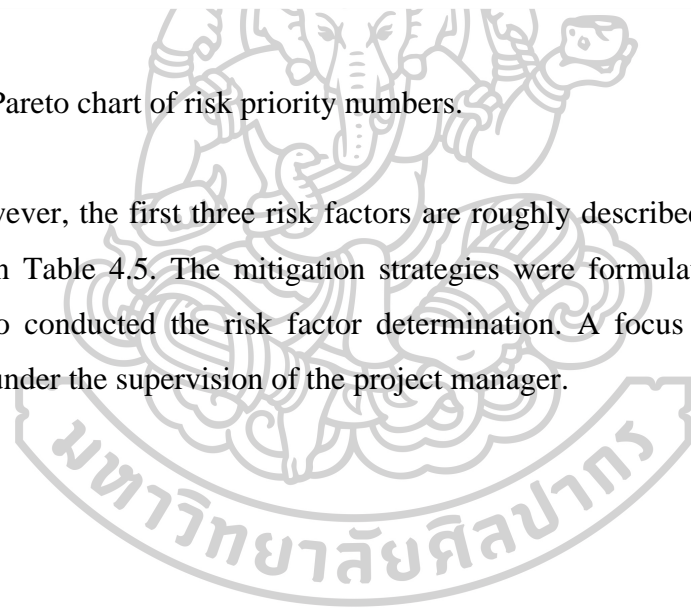 Pareto chart of risk priority numbers.
vever, the first three risk factors are roughly described
n Table 4.5. The mitigation strategies were formulat
o conducted the risk factor determination. A focus
under the supervision of the project manager.
มหาวิทยาลัยศิลปากร